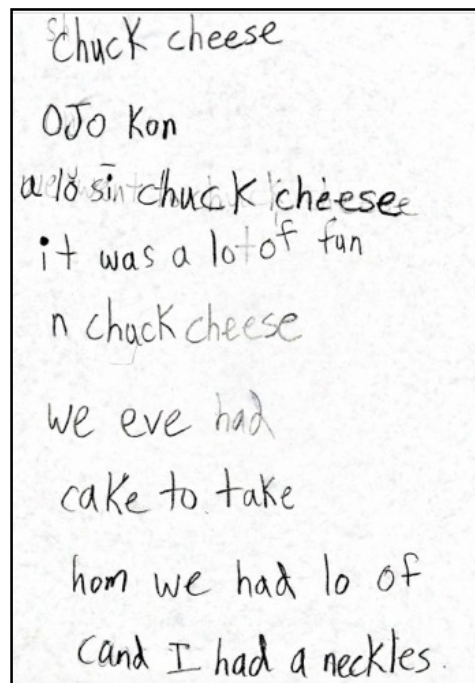 chuck cheese
OJo Kon
a lo sin chuck cheese
it was a lot of fun
n chuck cheese
we eve had
cake to take
hom we had lo of
cand I had a neckles.